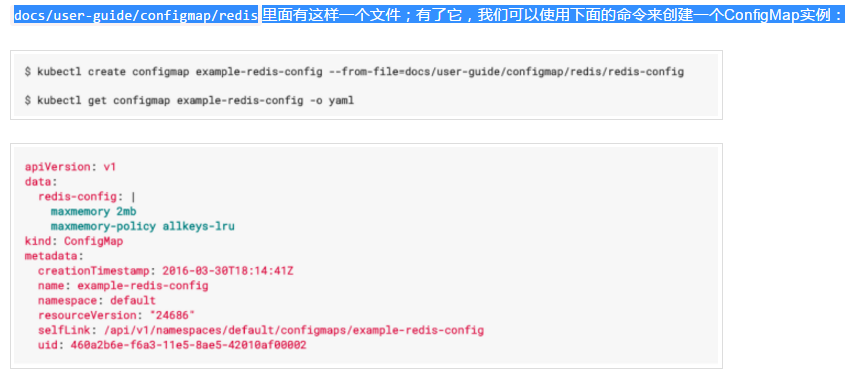 docs/user-guide/configmap/redis 里面有这样一个文件；有了它，我们可以使用下面的命令来创建一个ConfigMap实例：
$ kubectl create configmap example-redis-config --from-file=docs/user-guide/configmap/redis/redis-config
$ kubectl get configmap example-redis-config -o yaml
apiVersion: v1
data:
  redis-config: |
    maxmemory 2mb
    maxmemory-policy allkeys-lru
kind: ConfigMap
metadata:
  creationTimestamp: 2016-03-30T18:14:41Z
  name: example-redis-config
  namespace: default
  resourceVersion: "24686"
  selfLink: /api/v1/namespaces/default/configmaps/example-redis-config
  uid: 460a2b6e-f6a3-11e5-8ae5-42010af00002